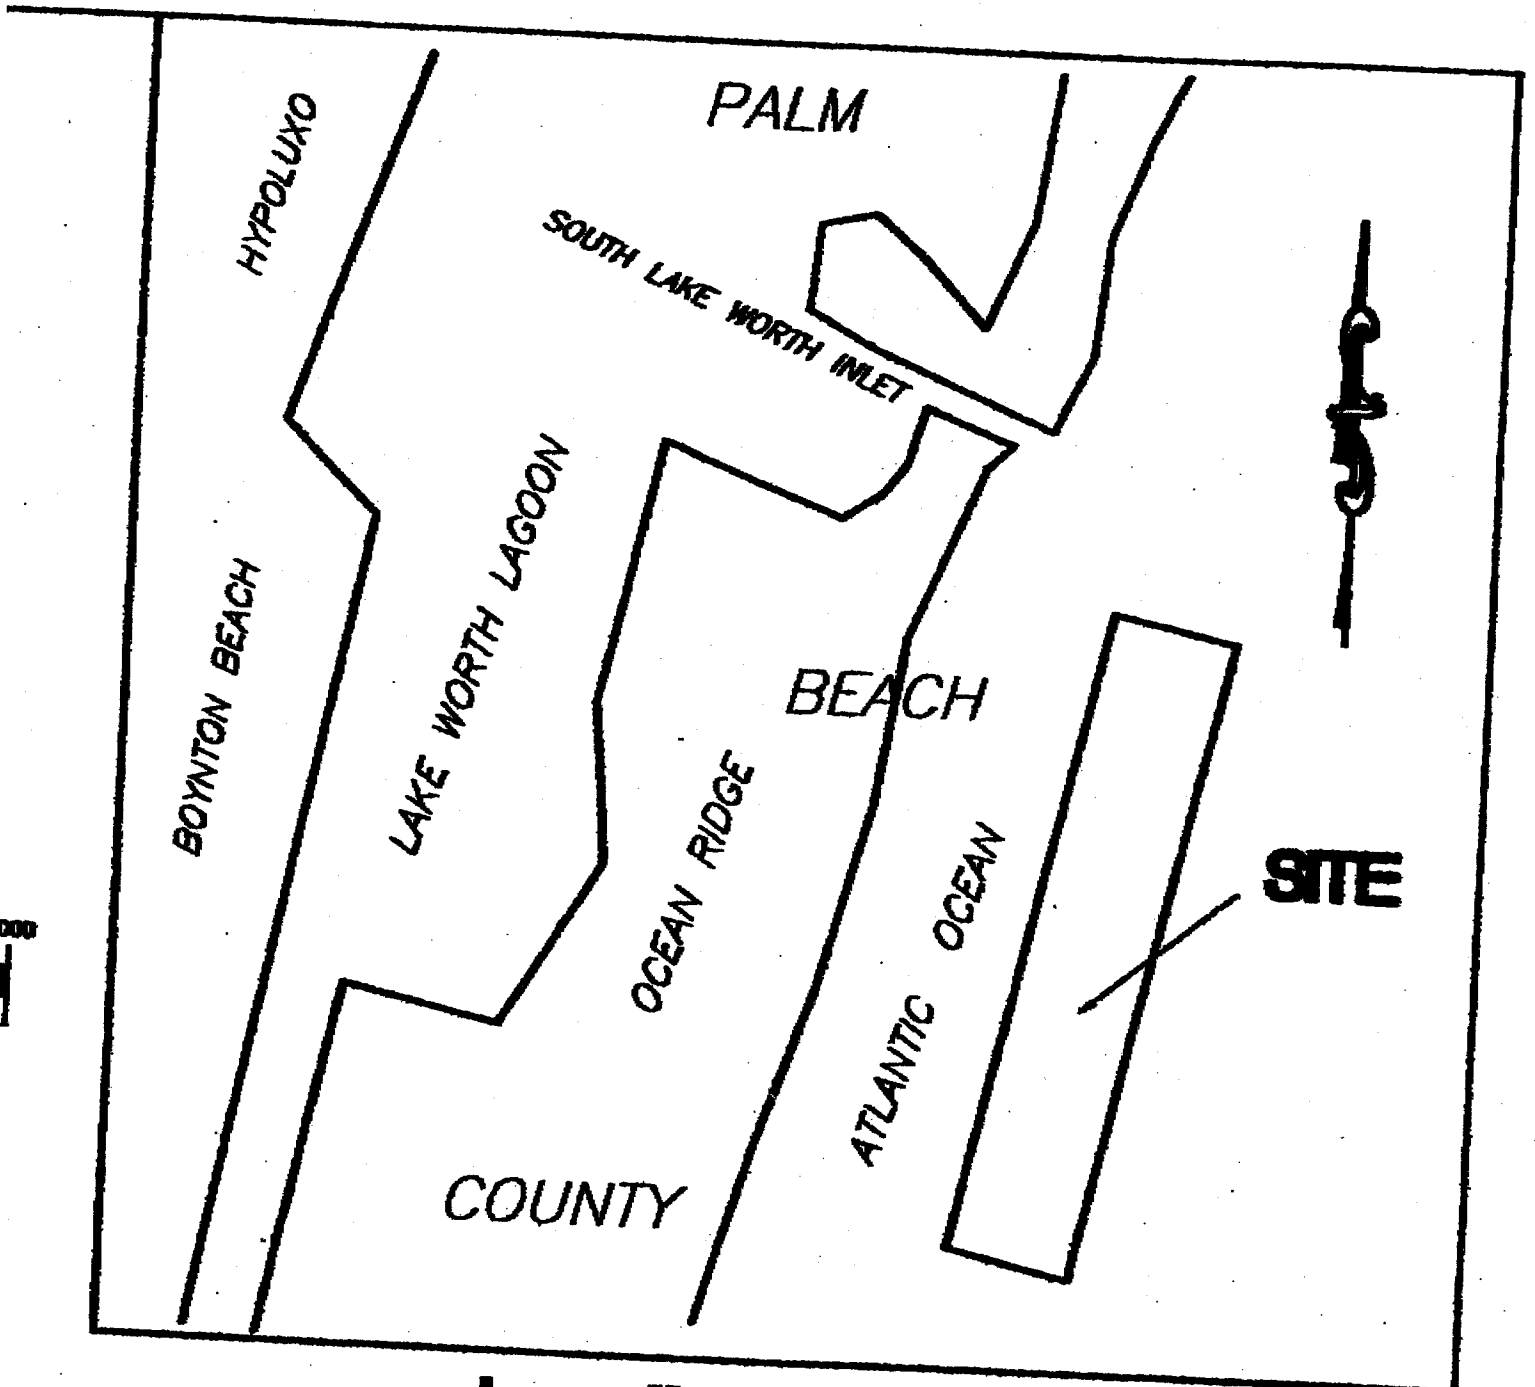 PALM
HYPOLUXO
SOUTH LAKE WORTH INLET
LAKE WORTH LAGOON
BOYNTON BEACH
BEACH
OCEAN RIDGE
ATLANTIC OCEAN
SITE
COUNTY